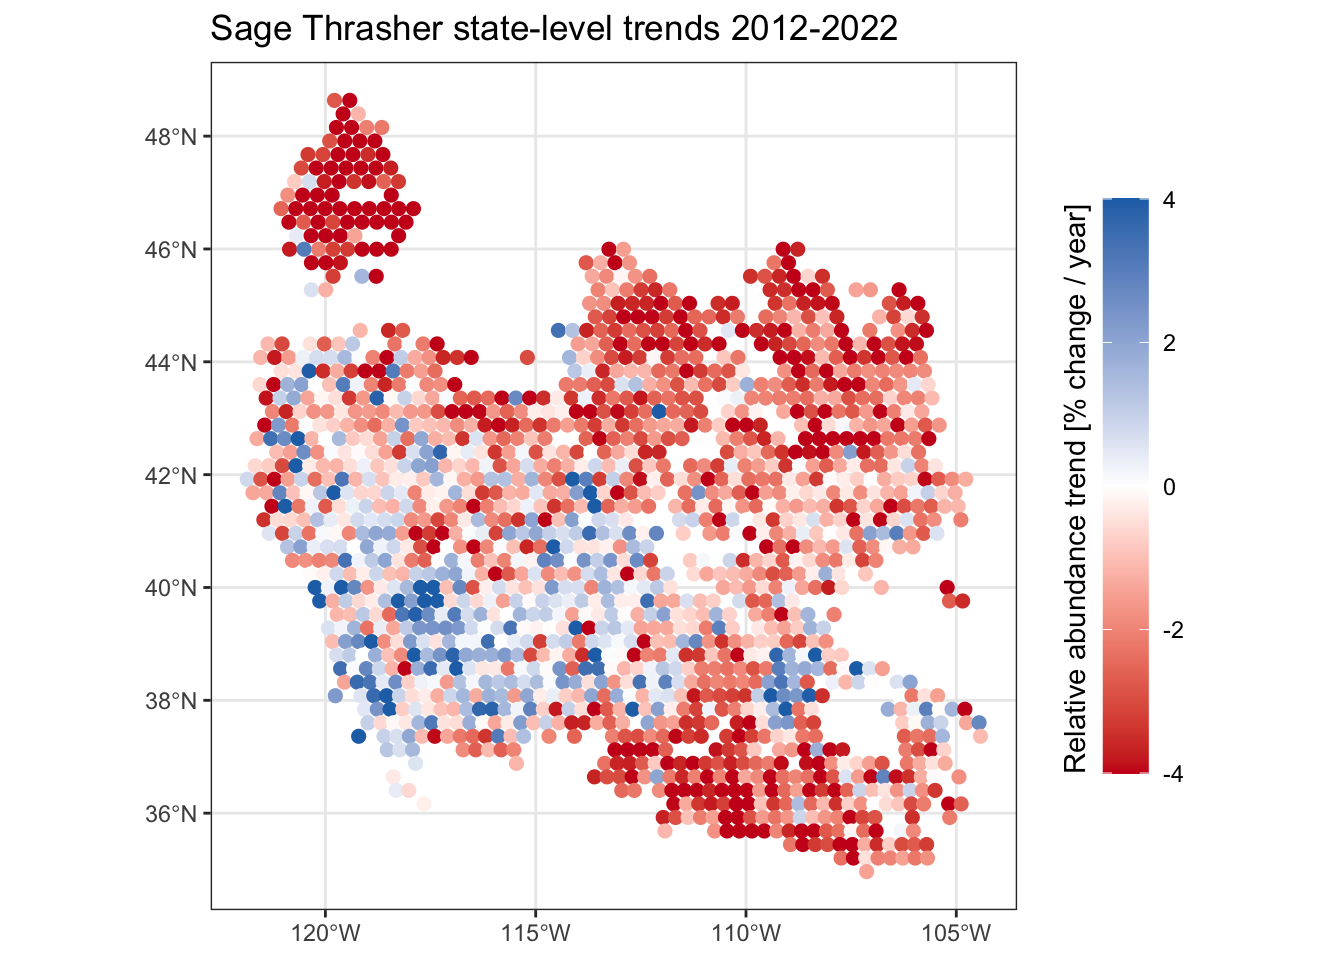 Sage Thrasher state-level trends 2012-2022
48°N
46°N
44°N
42°N
40°N
38°N
36°N
120°W
115°W
110°W
105°W
Relative abundance trend [% change / year]
4
2
0
-2
-4